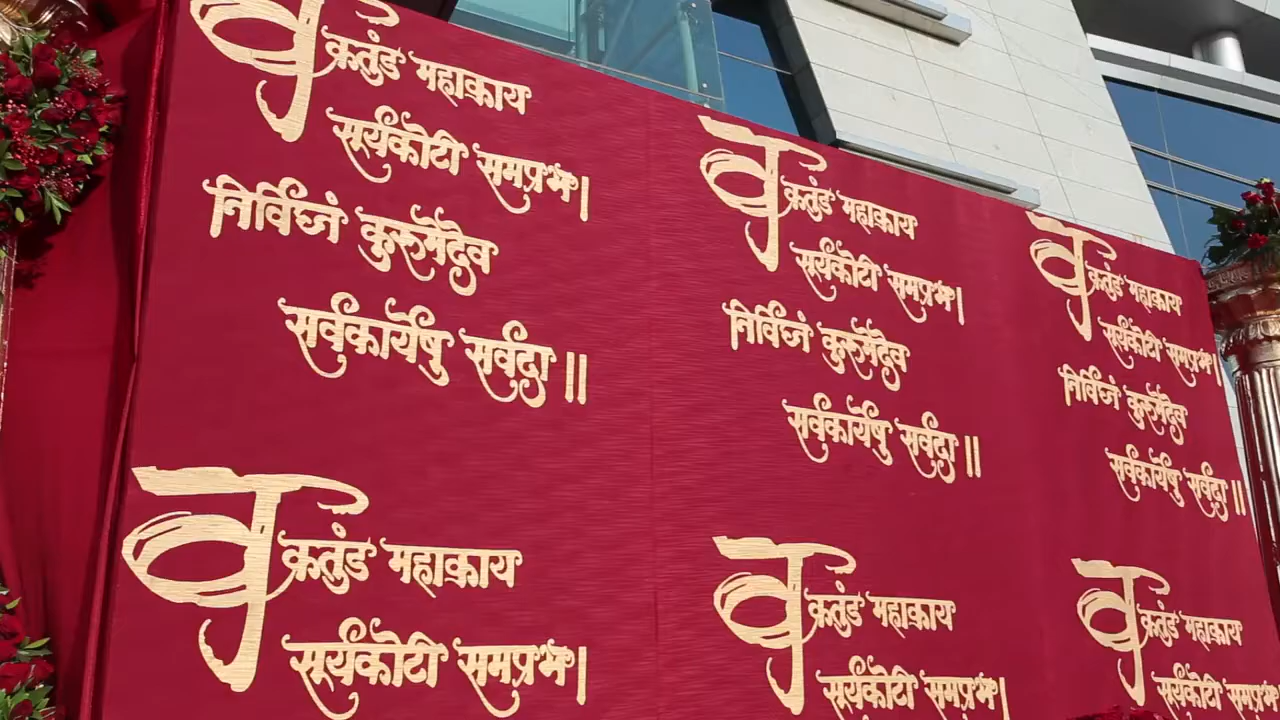 वक्रतुंड महाकाय
सूर्यकोटी समप्रभ।
निर्विघ्नं कुरुमेदेव
सर्वकार्येषु सर्वदा॥
वक्रतुंड महाकाय
सूर्यकोटी समप्रभ।
निर्विघ्नं कुरुमेदेव
सर्वकार्येषु सर्वदा॥
वक्रतुंड महाकाय
सूर्यकोटी समप्रभ।
निर्विघ्नं कुरुमेदेव
सर्वकार्येषु सर्वदा॥
वक्रतुंड महाकाय
सूर्यकोटी समप्रभ।
वक्रतुंड महाकाय
सूर्यकोटी समप्रभ।
वक्रतुंड महाकाय
सूर्यकोटी समप्रभ